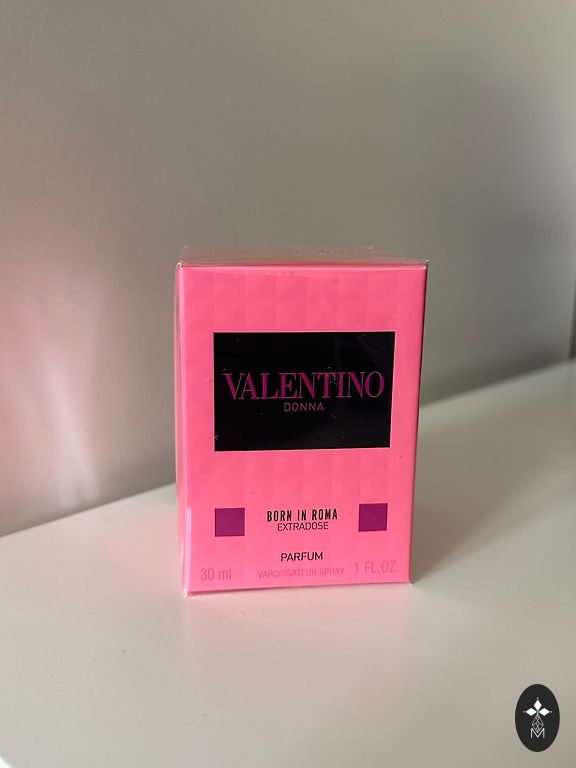 VALENTINO
DONNA
BORN IN ROMA
EXTRADOSE
PARFUM
30 ml VAPORISATEUR SPRAY 1 FL.OZ.
M